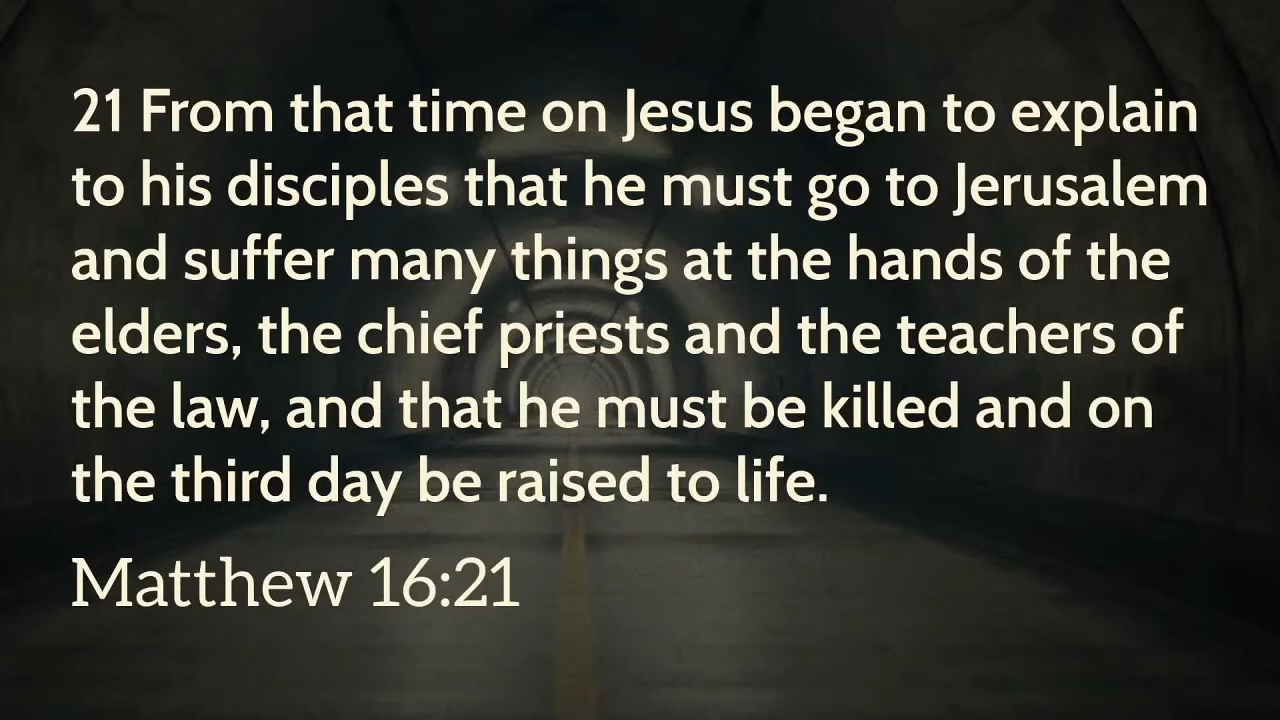 21 From that time on Jesus began to explain
to his disciples that he must go to Jerusalem
and suffer many things at the hands of the
elders, the chief priests and the teachers of
the law, and that he must be killed and on
the third day be raised to life.
Matthew 16:21